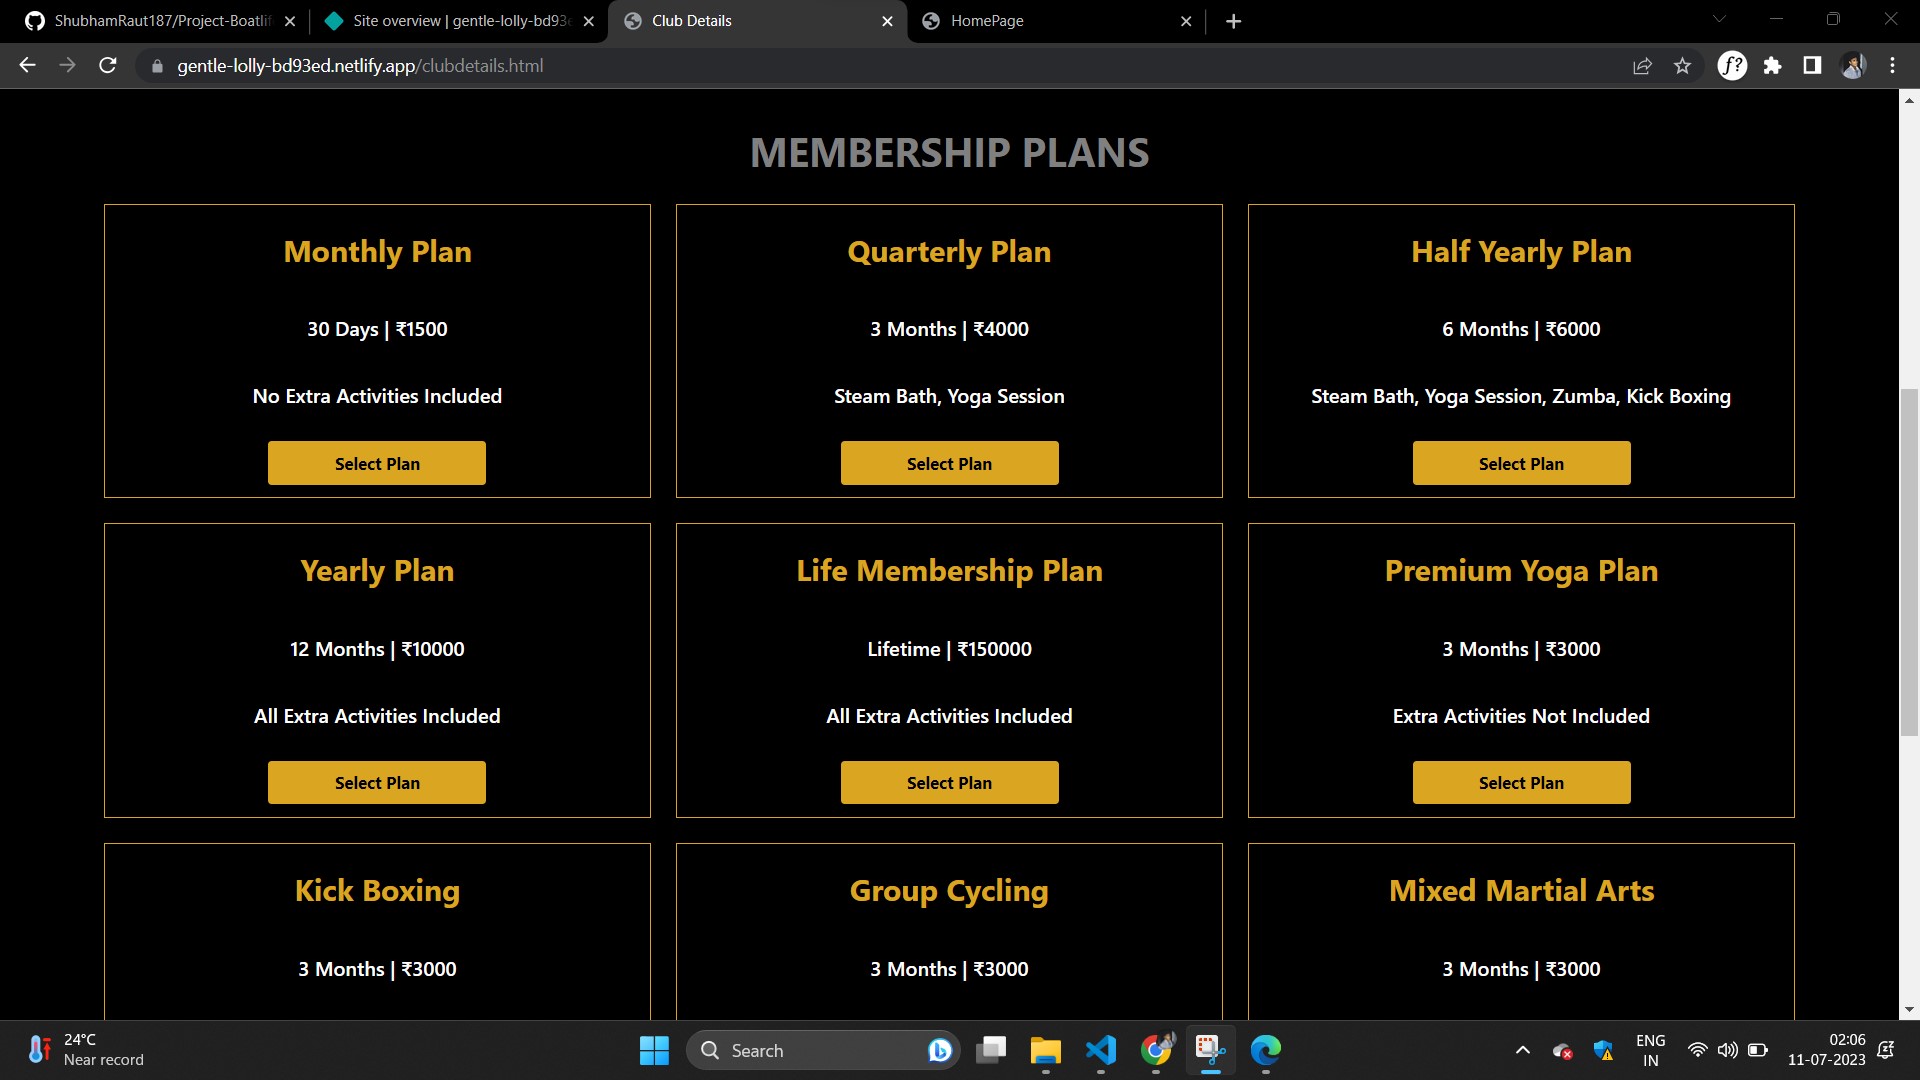 ShubhamRaut187/Project-Boatlif
Site overview | gentle-lolly-bd93e
Club Details
HomePage
gentle-lolly-bd93ed.netlify.app/clubdetails.html
f?
MEMBERSHIP PLANS
Monthly Plan
30 Days | ₹1500
No Extra Activities Included
Select Plan
Quarterly Plan
3 Months | ₹4000
Steam Bath, Yoga Session
Select Plan
Half Yearly Plan
6 Months | ₹6000
Steam Bath, Yoga Session, Zumba, Kick Boxing
Select Plan
Yearly Plan
12 Months | ₹10000
All Extra Activities Included
Select Plan
Life Membership Plan
Lifetime | ₹150000
All Extra Activities Included
Select Plan
Premium Yoga Plan
3 Months | ₹3000
Extra Activities Not Included
Select Plan
Kick Boxing
3 Months | ₹3000
Group Cycling
3 Months | ₹3000
Mixed Martial Arts
3 Months | ₹3000
24°C
Near record
Search
ENG
IN
02:06
11-07-2023